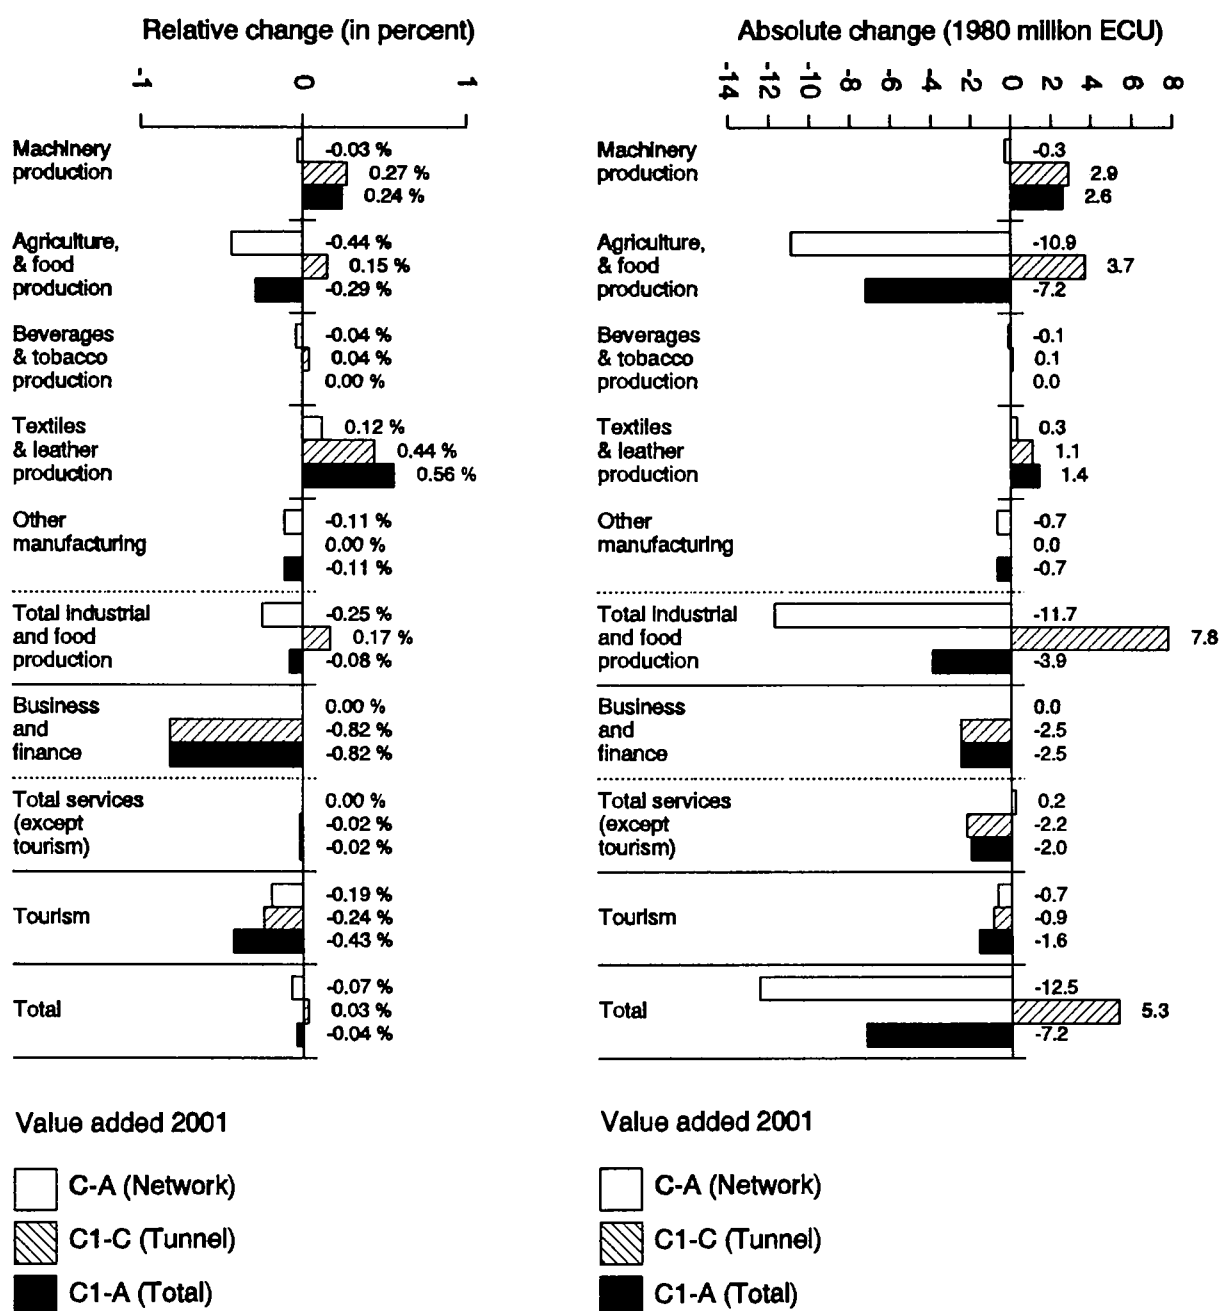 Relative change (in percent)
-1 0 1
Machinery
production
-0.03 %
0.27 %
0.24 %
Agriculture,
& food
production
-0.44 %
0.15 %
-0.29 %
Beverages
& tobacco
production
-0.04 %
0.04 %
0.00 %
Textiles
& leather
production
0.12 %
0.44 %
0.56 %
Other
manufacturing
-0.11 %
0.00 %
-0.11 %
Total industrial
and food
production
-0.25 %
0.17 %
-0.08 %
Business
and
finance
0.00 %
-0.82 %
-0.82 %
Total services
(except
tourism)
0.00 %
-0.02 %
-0.02 %
Tourism
-0.19 %
-0.24 %
-0.43 %
Total
-0.07 %
0.03 %
-0.04 %
Value added 2001
C-A (Network)
C1-C (Tunnel)
C1-A (Total)
Absolute change (1980 million ECU)
-14 -12 -10 -8 -6 -4 -2 0 2 4 6 8
Machinery
production
-0.3
2.9
2.6
Agriculture,
& food
production
-10.9
3.7
-7.2
Beverages
& tobacco
production
-0.1
0.1
0.0
Textiles
& leather
production
0.3
1.1
1.4
Other
manufacturing
-0.7
0.0
-0.7
Total industrial
and food
production
-11.7
7.8
-3.9
Business
and
finance
0.0
-2.5
-2.5
Total services
(except
tourism)
0.2
-2.2
-2.0
Tourism
-0.7
-0.9
-1.6
Total
-12.5
5.3
-7.2
Value added 2001
C-A (Network)
C1-C (Tunnel)
C1-A (Total)